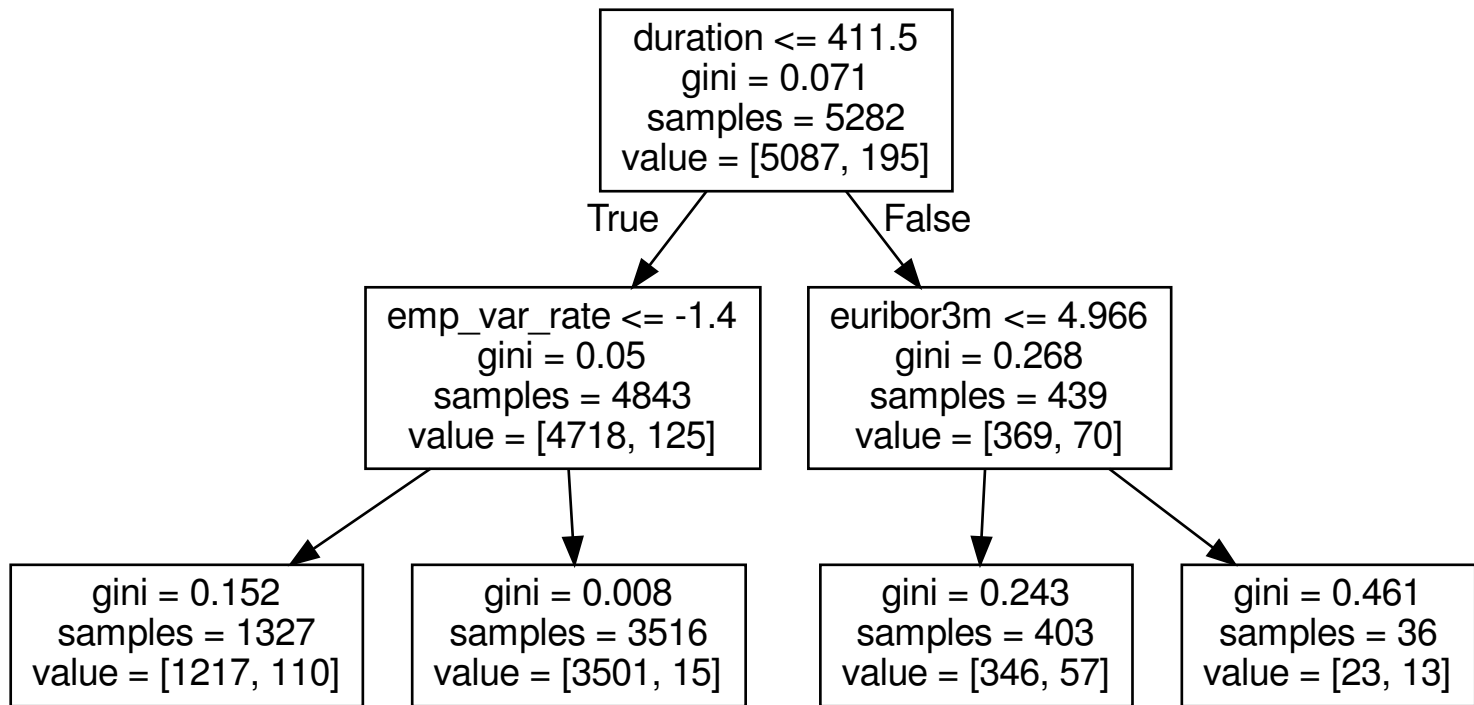 duration <= 411.5
gini = 0.071
samples = 5282
value = [5087, 195]
True
False
emp_var_rate <= -1.4
gini = 0.05
samples = 4843
value = [4718, 125]
euribor3m <= 4.966
gini = 0.268
samples = 439
value = [369, 70]
gini = 0.152
samples = 1327
value = [1217, 110]
gini = 0.008
samples = 3516
value = [3501, 15]
gini = 0.243
samples = 403
value = [346, 57]
gini = 0.461
samples = 36
value = [23, 13]